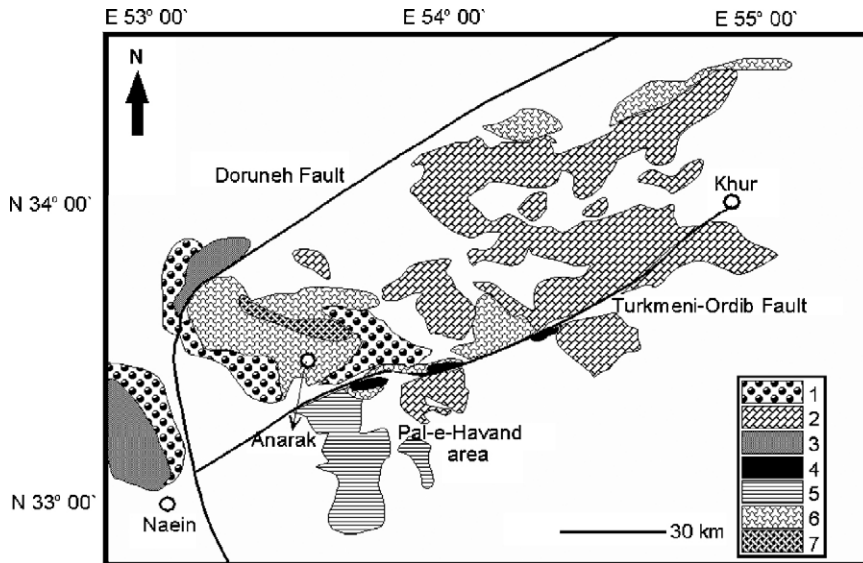 E 53° 00` E 54° 00` E 55° 00`
N
Doruneh Fault
Khur
N 34° 00`
Turkmeni-Ordib Fault
1
2
Anarak
Pal-e-Havand
area
3
4
5
N 33° 00`
6
Naein
30 km
7